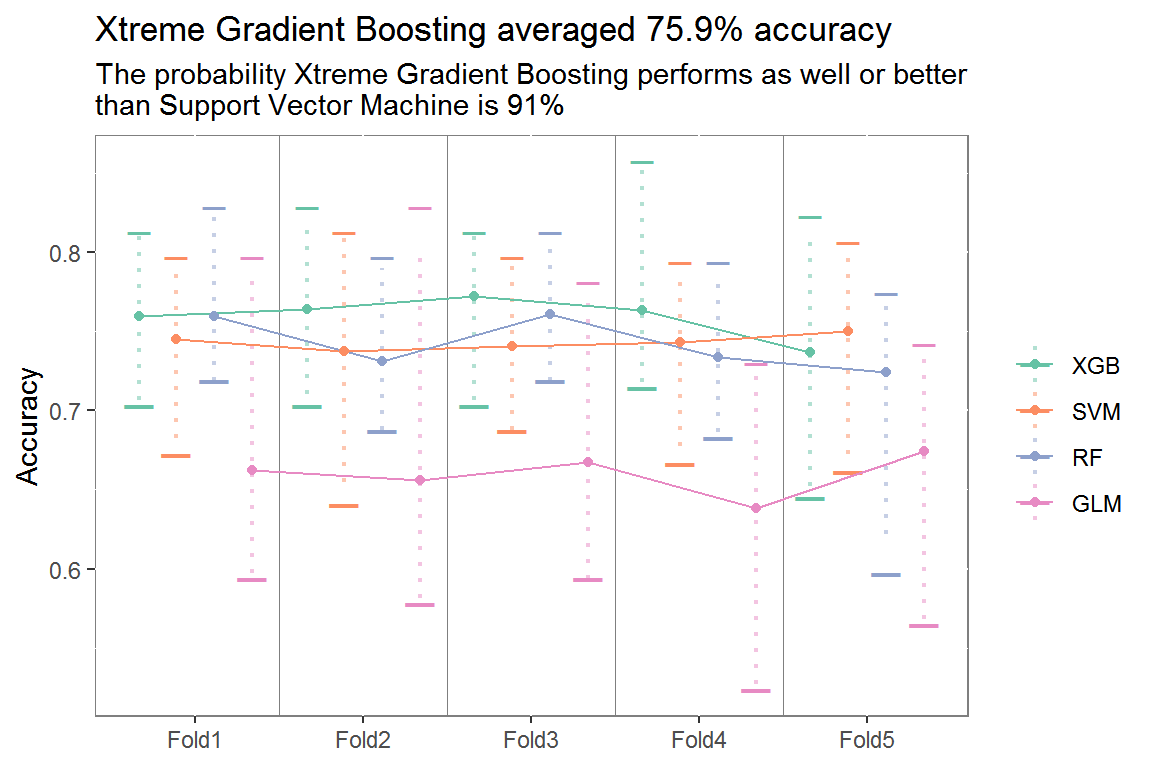 Xtreme Gradient Boosting averaged 75.9% accuracy
The probability Xtreme Gradient Boosting performs as well or better
than Support Vector Machine is 91%
Accuracy
0.8
0.7
0.6
Fold1 Fold2 Fold3 Fold4 Fold5
XGB
SVM
RF
GLM